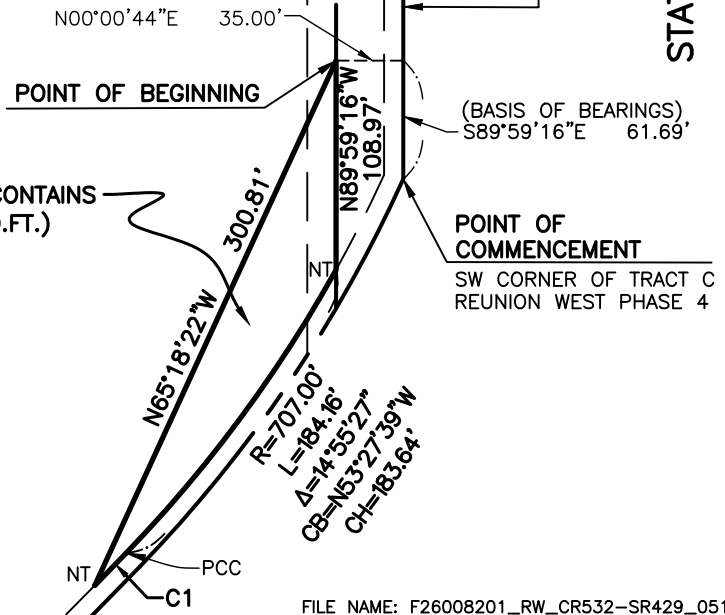 N00°00'44"E 35.00'
STAT
POINT OF BEGINNING
N89°59'16"W
108.97'
(BASIS OF BEARINGS)
S89°59'16"E 61.69'
CONTAINS
.FT.)
300.81'
N65°18'22"W
POINT OF
COMMENCEMENT
SW CORNER OF TRACT C
REUNION WEST PHASE 4
NT
R=707.00'
L=184.16'
Δ=14°55'27"
CB=N53°27'39"W
CH=183.64'
NT
PCC
C1
FILE NAME: F26008201_RW_CR532-SR429_051